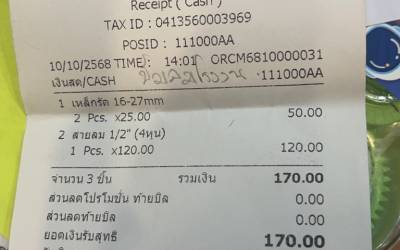 Receipt ( Cash )
TAX ID : 0413560003969
POSID : 111000AA
10/10/2568 TIME: 14:01 ORCM6810000031
เงินสด/CASH 111000AA
1 เหล็กรัด 16-27mm
2 Pcs. x25.00 50.00
2 สายลม 1/2" (4หุน)
1 Pcs. x120.00 120.00
จำนวน 3 ชิ้น รวมเงิน 170.00
ส่วนลดโปรโมชั่น ท้ายบิล 0.00
ส่วนลดท้ายบิล 0.00
ยอดเงินรับสุทธิ 170.00